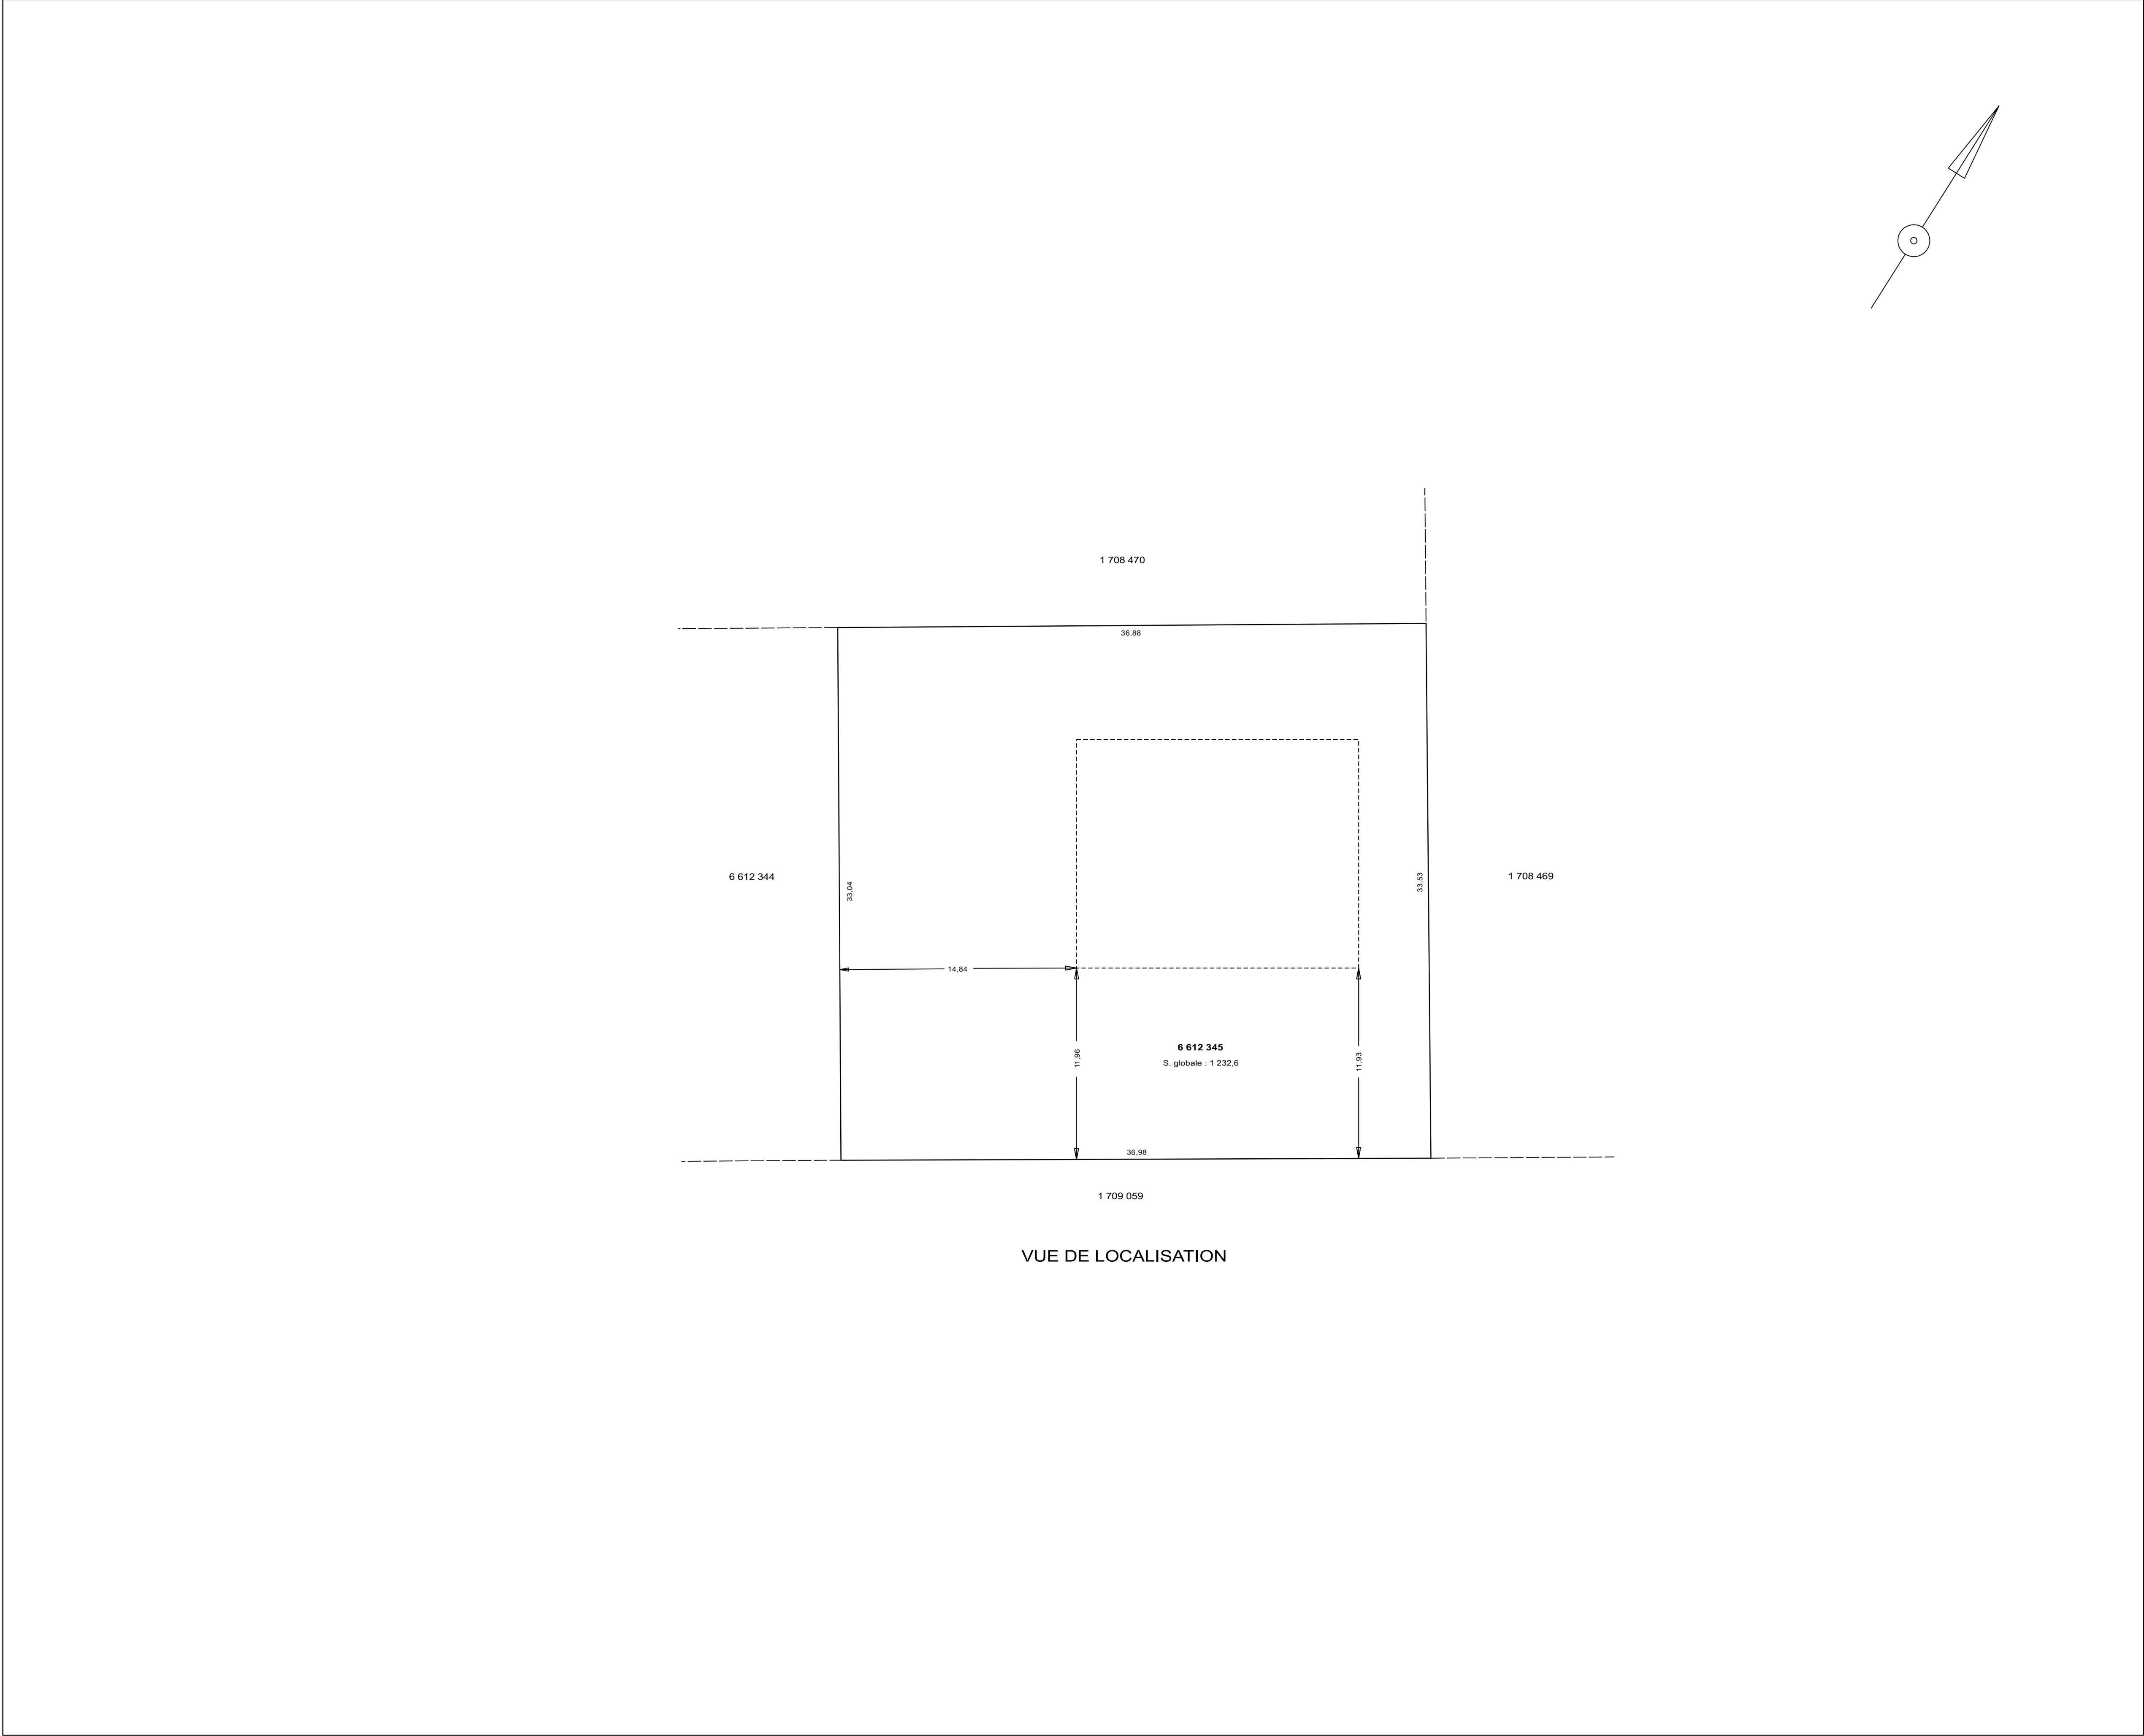 1 708 470
36,88
6 612 344
33,04
33,53
1 708 469
14,84
11,96
6 612 345
S. globale : 1 232,6
11,93
36,98
1 709 059
VUE DE LOCALISATION